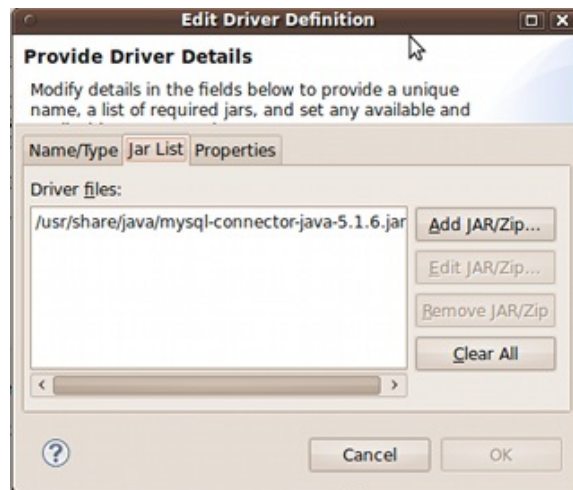 Edit Driver Definition
Provide Driver Details
Modify details in the fields below to provide a unique
name, a list of required jars, and set any available and
Name/Type Jar List Properties
Driver files:
/usr/share/java/mysql-connector-java-5.1.6.jar
Add JAR/Zip...
Edit JAR/Zip...
Remove JAR/Zip
Clear All
Cancel
OK